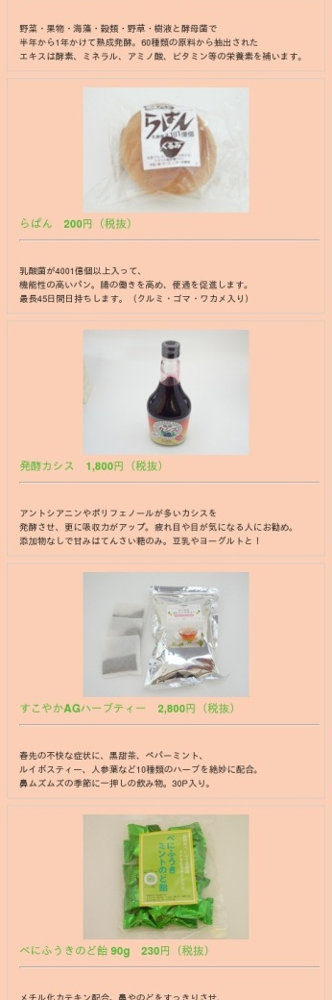 野菜・果物・海藻・穀類・野草・樹液と酵母菌で
半年から1年かけて熟成発酵。60種類の原料から抽出された
エキスは酵素、ミネラル、アミノ酸、ビタミン等の栄養素を補います。
らぱん
くるみ
らぱん　200円（税抜）
乳酸菌が4001億個以上入って、
機能性の高いパン。腸の働きを高め、便通を促進します。
最長45日間日持ちします。（クルミ・ゴマ・ワカメ入り）
発酵カシス　1,800円（税抜）
アントシアニンやポリフェノールが多いカシスを
発酵させ、更に吸収力がアップ。疲れ目や目が気になる人にお勧め。
添加物なしで甘みはてんさい糖のみ。豆乳やヨーグルトと！
すこやかAGハーブティー　2,800円（税抜）
春先の不快な症状に、黒甜茶、ペパーミント、
ルイボスティー、人参葉など10種類のハーブを絶妙に配合。
鼻ムズムズの季節に一押しの飲み物。30P入り。
べにふうき
ミントのど飴
べにふうきのど飴 90g　230円（税抜）
メチル化カテキン配合、鼻やのどをすっきりさせ、